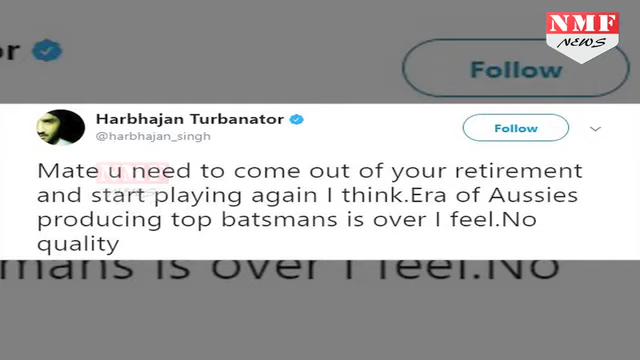 or
Follow
NMF
NEWS
Harbhajan Turbanator
@harbhajan_singh
Follow
Mate u need to come out of your retirement
and start playing again I think.Era of Aussies
producing top batsmans is over I feel.No
quality
mans is over I feel.No